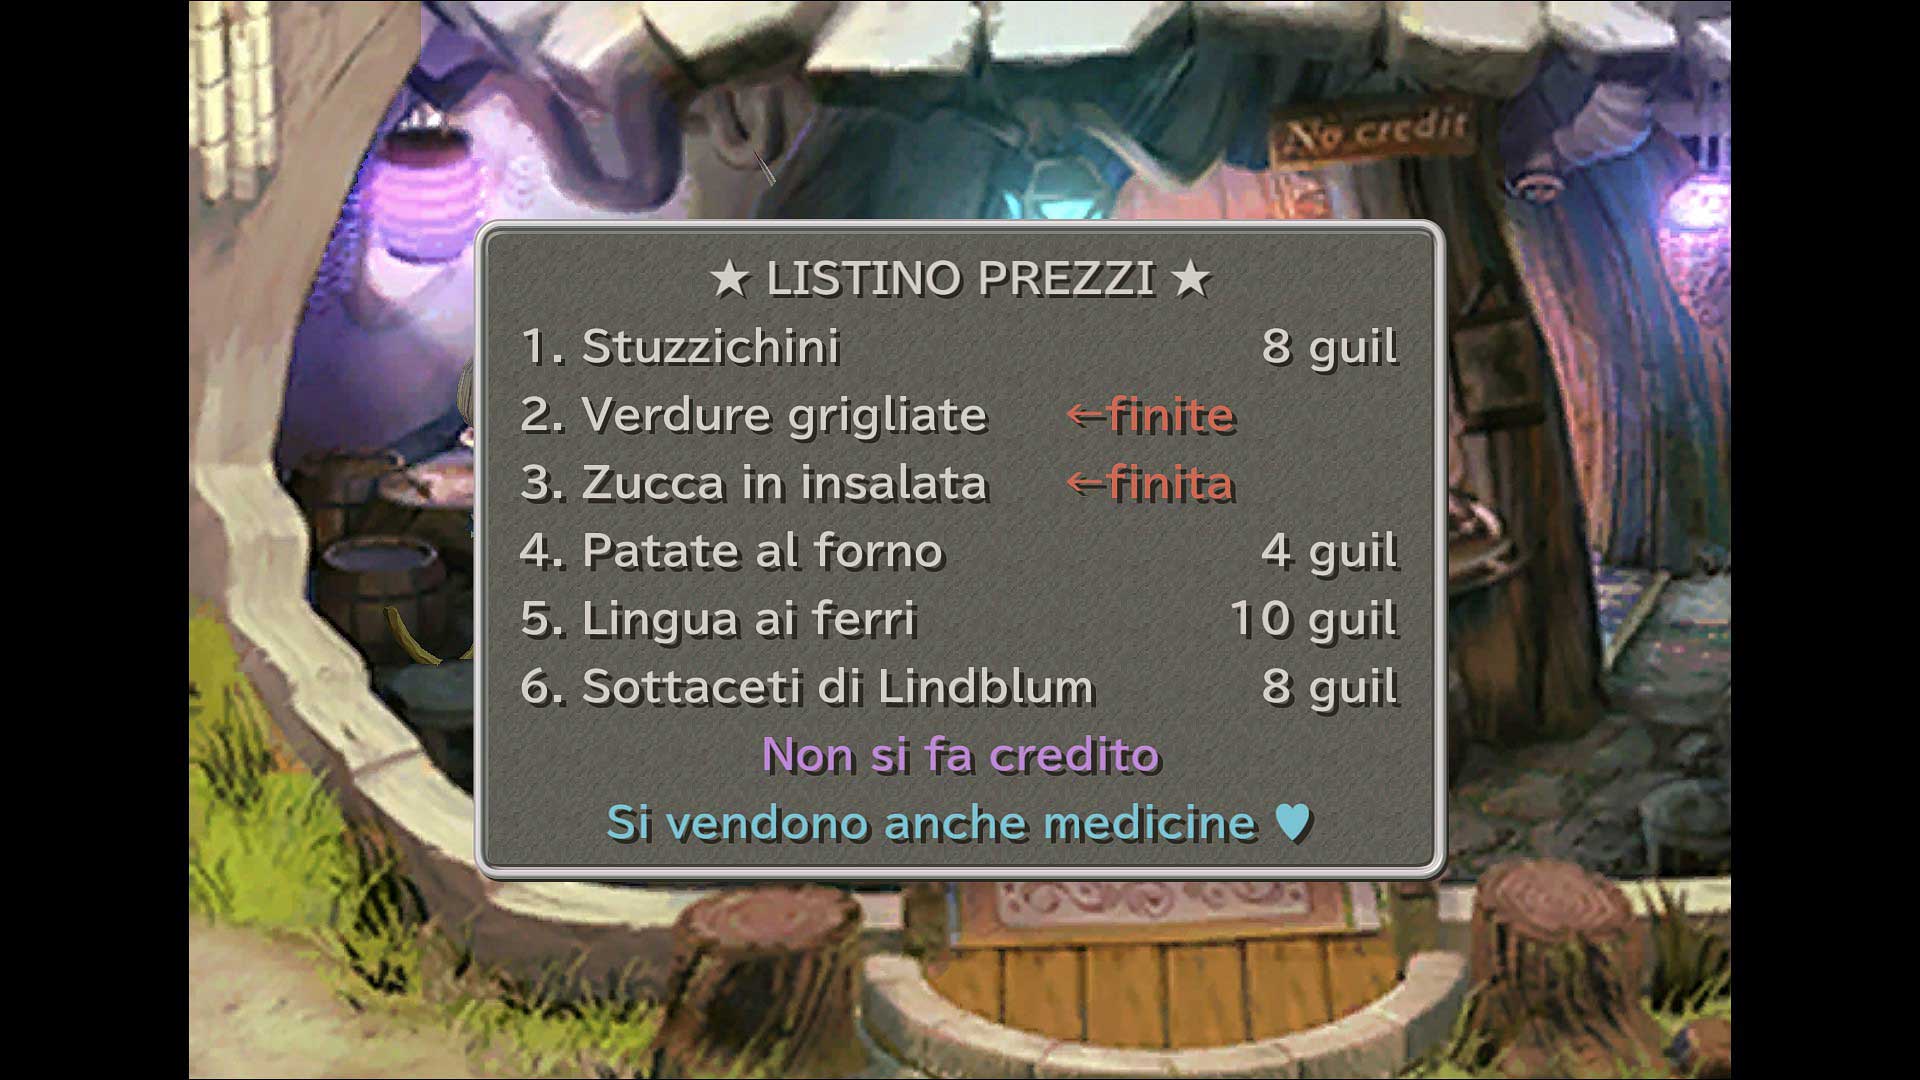 No credit
★ LISTINO PREZZI ★
1. Stuzzichini 8 guil
2. Verdure grigliate ←finite
3. Zucca in insalata ←finita
4. Patate al forno 4 guil
5. Lingua ai ferri 10 guil
6. Sottaceti di Lindblum 8 guil
Non si fa credito
Si vendono anche medicine ♥